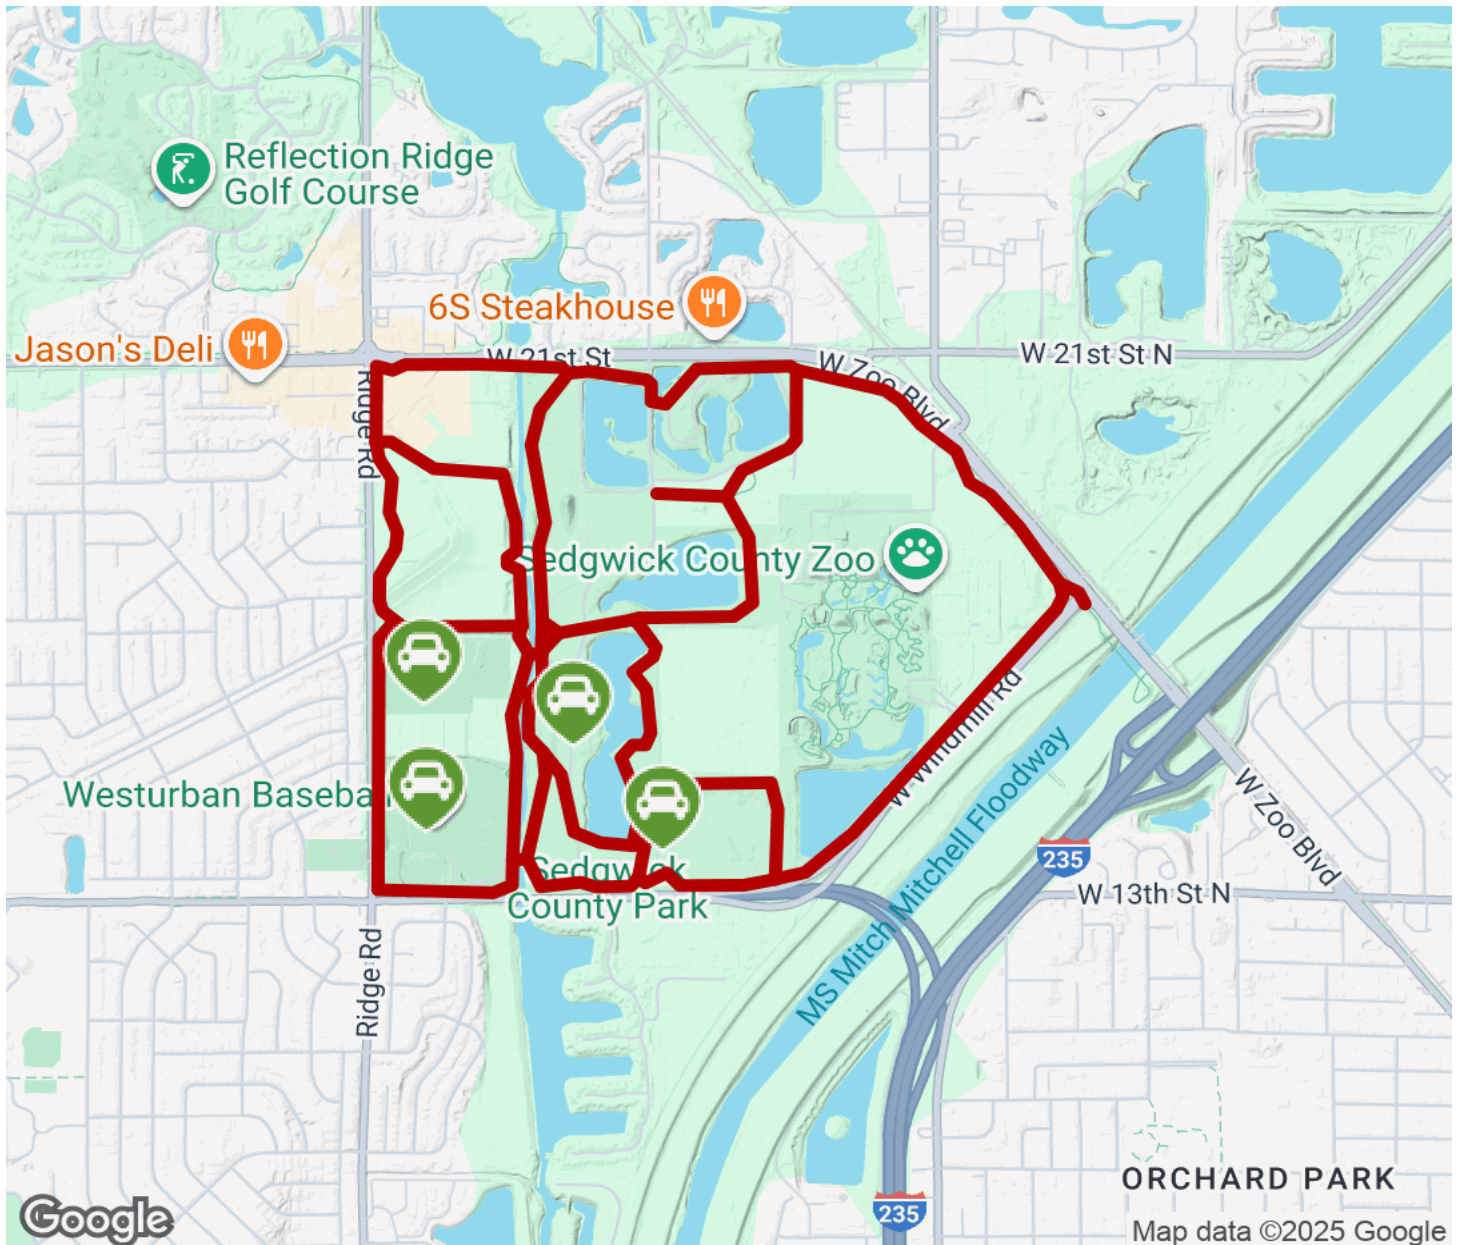 Reflection Ridge
Golf Course
6S Steakhouse
Jason's Deli
W 21st St
W 21st St N
W Zoo Blvd
Ridge Rd
Sedgwick County Zoo
W Windmill Rd
MS Mitch Mitchell Floodway
W Zoo Blvd
Westurban Baseba
235
W 13th St N
Sedgwick
County Park
Ridge Rd
ORCHARD PARK
235
Google
Map data ©2025 Google